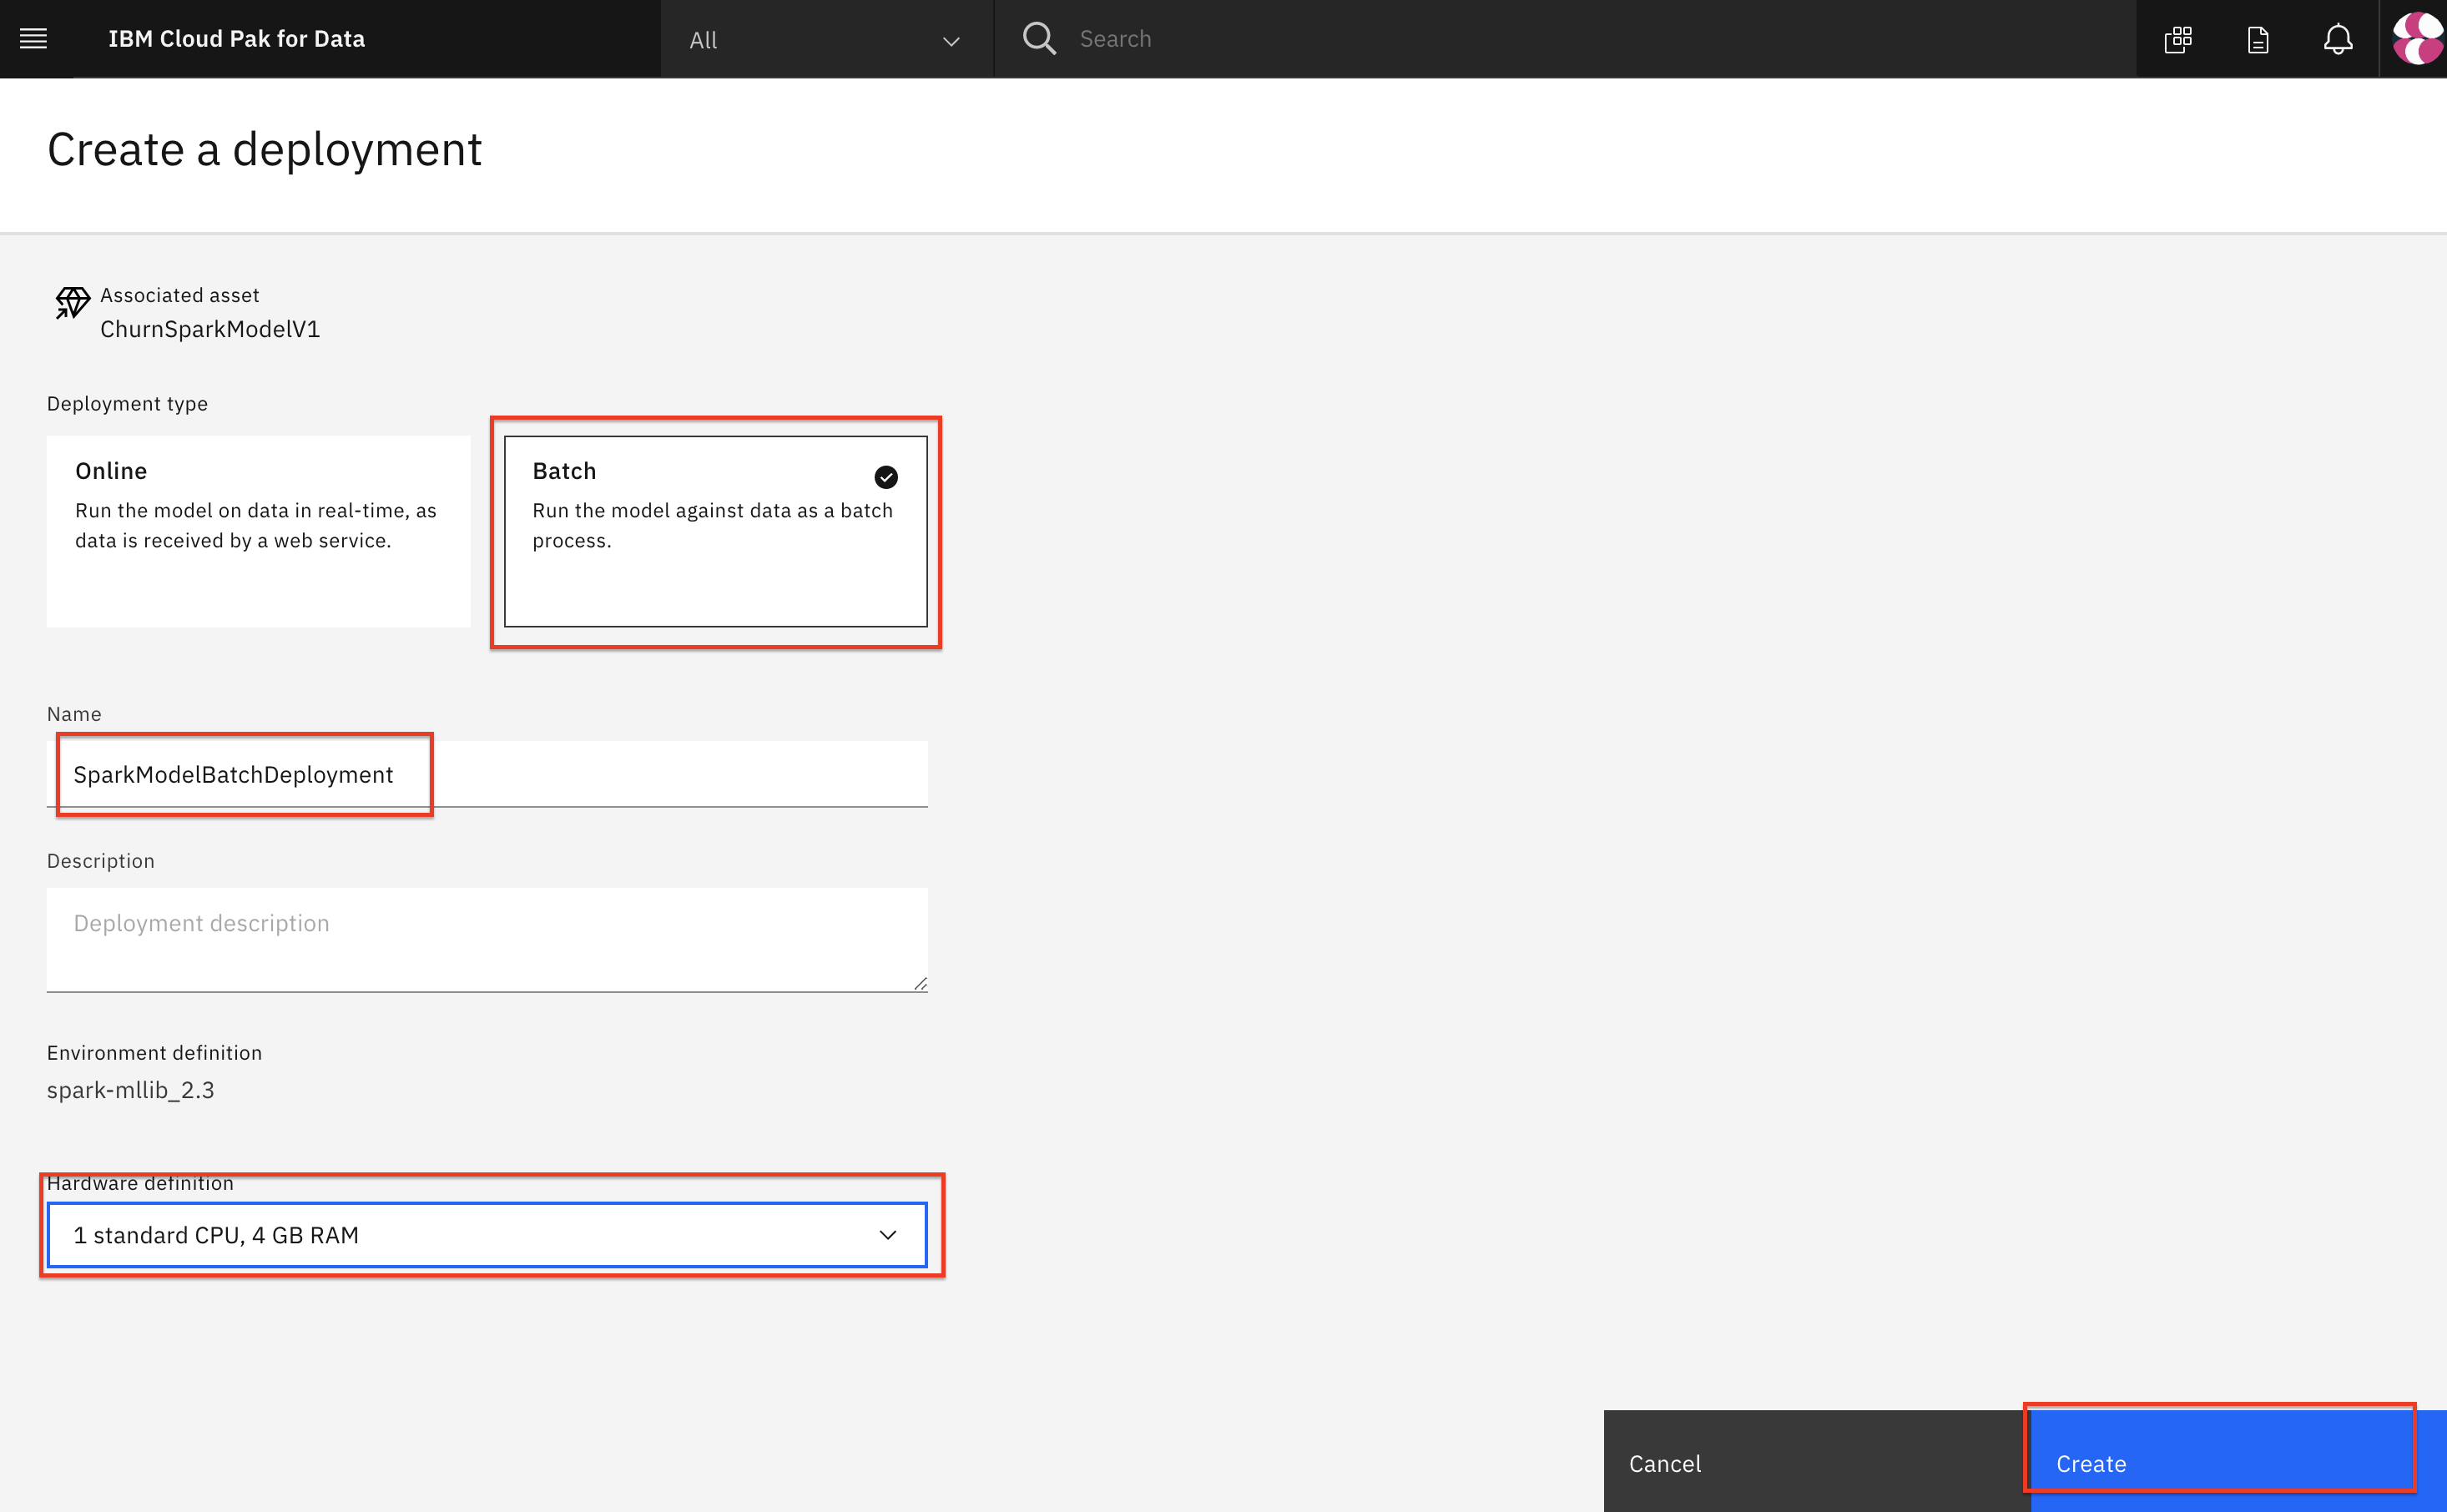 IBM Cloud Pak for Data
All
Search
Create a deployment
Associated asset
ChurnSparkModelV1
Deployment type
Online
Run the model on data in real-time, as
data is received by a web service.
Batch
Run the model against data as a batch
process.
Name
SparkModelBatchDeployment
Description
Deployment description
Environment definition
spark-mllib_2.3
Hardware definition
1 standard CPU, 4 GB RAM
Cancel
Create